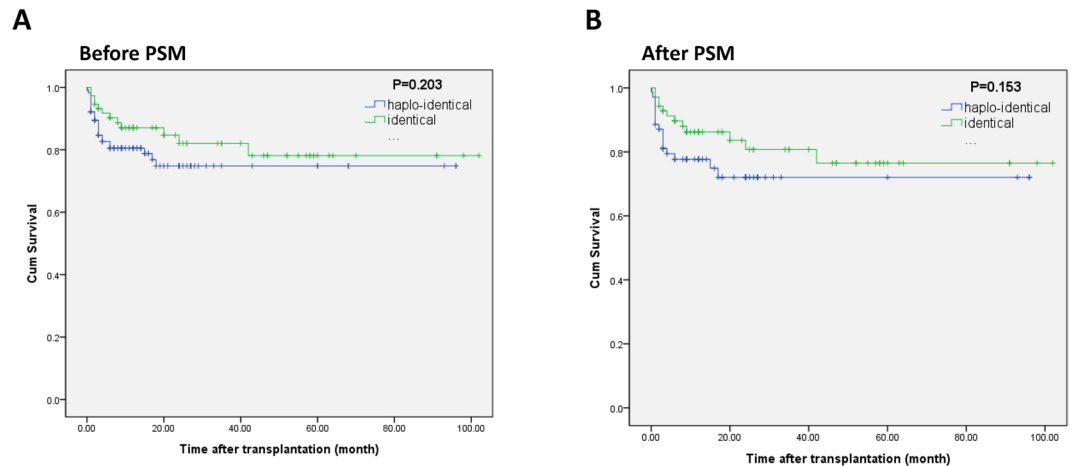 A
Before PSM
P=0.203
haplo-identical
identical
...
1.0
0.8
0.6
0.4
0.2
0.0
Cum Survival
0.00 20.00 40.00 60.00 80.00 100.00
Time after transplantation (month)
B
After PSM
P=0.153
haplo-identical
identical
...
1.0
0.8
0.6
0.4
0.2
0.0
Cum Survival
0.00 20.00 40.00 60.00 80.00 100.00
Time after transplantation (month)